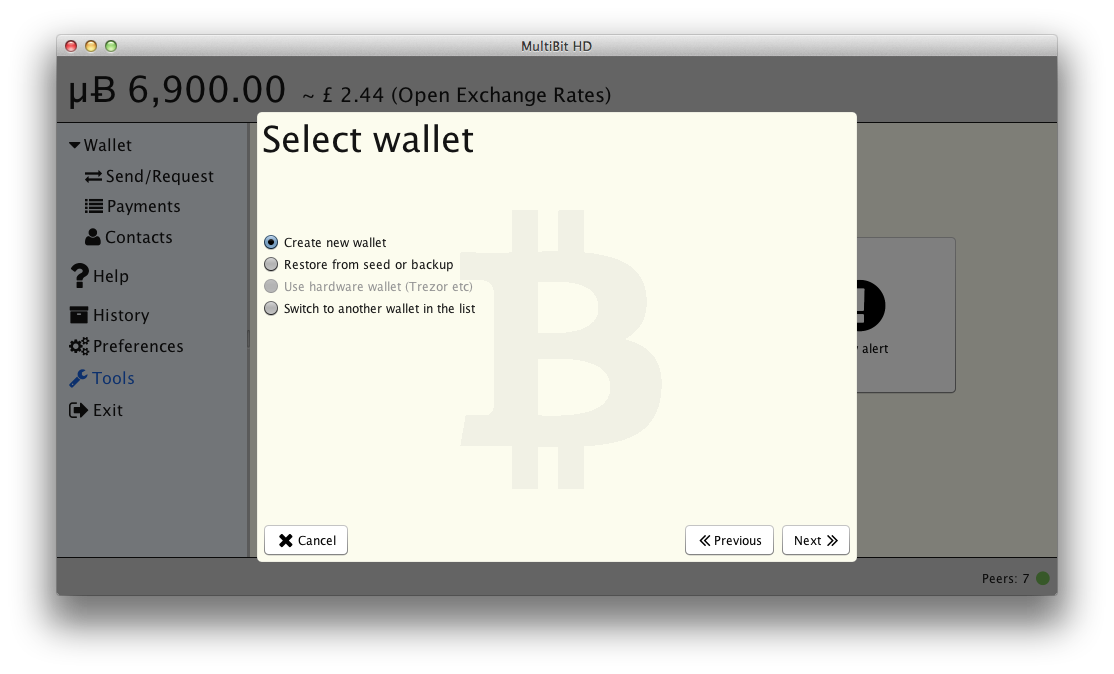 MultiBit HD
μɃ 6,900.00 ~ £ 2.44 (Open Exchange Rates)
Wallet
Send/Request
Payments
Contacts
Help
History
Preferences
Tools
Exit
Select wallet
Create new wallet
Restore from seed or backup
Use hardware wallet (Trezor etc)
Switch to another wallet in the list
alert
Cancel
Previous
Next
Peers: 7